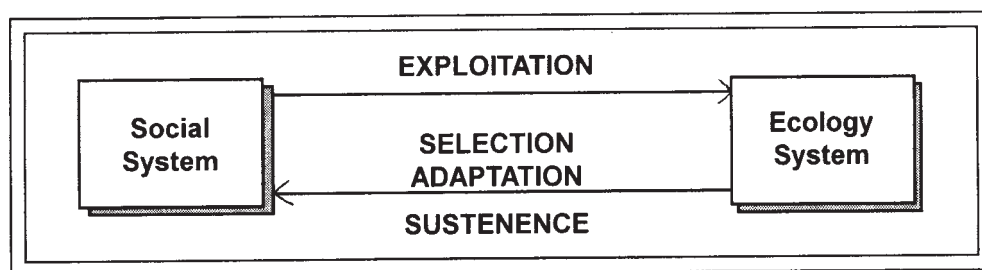 EXPLOITATION
Social
System
Ecology
System
SELECTION
ADAPTATION
SUSTENENCE